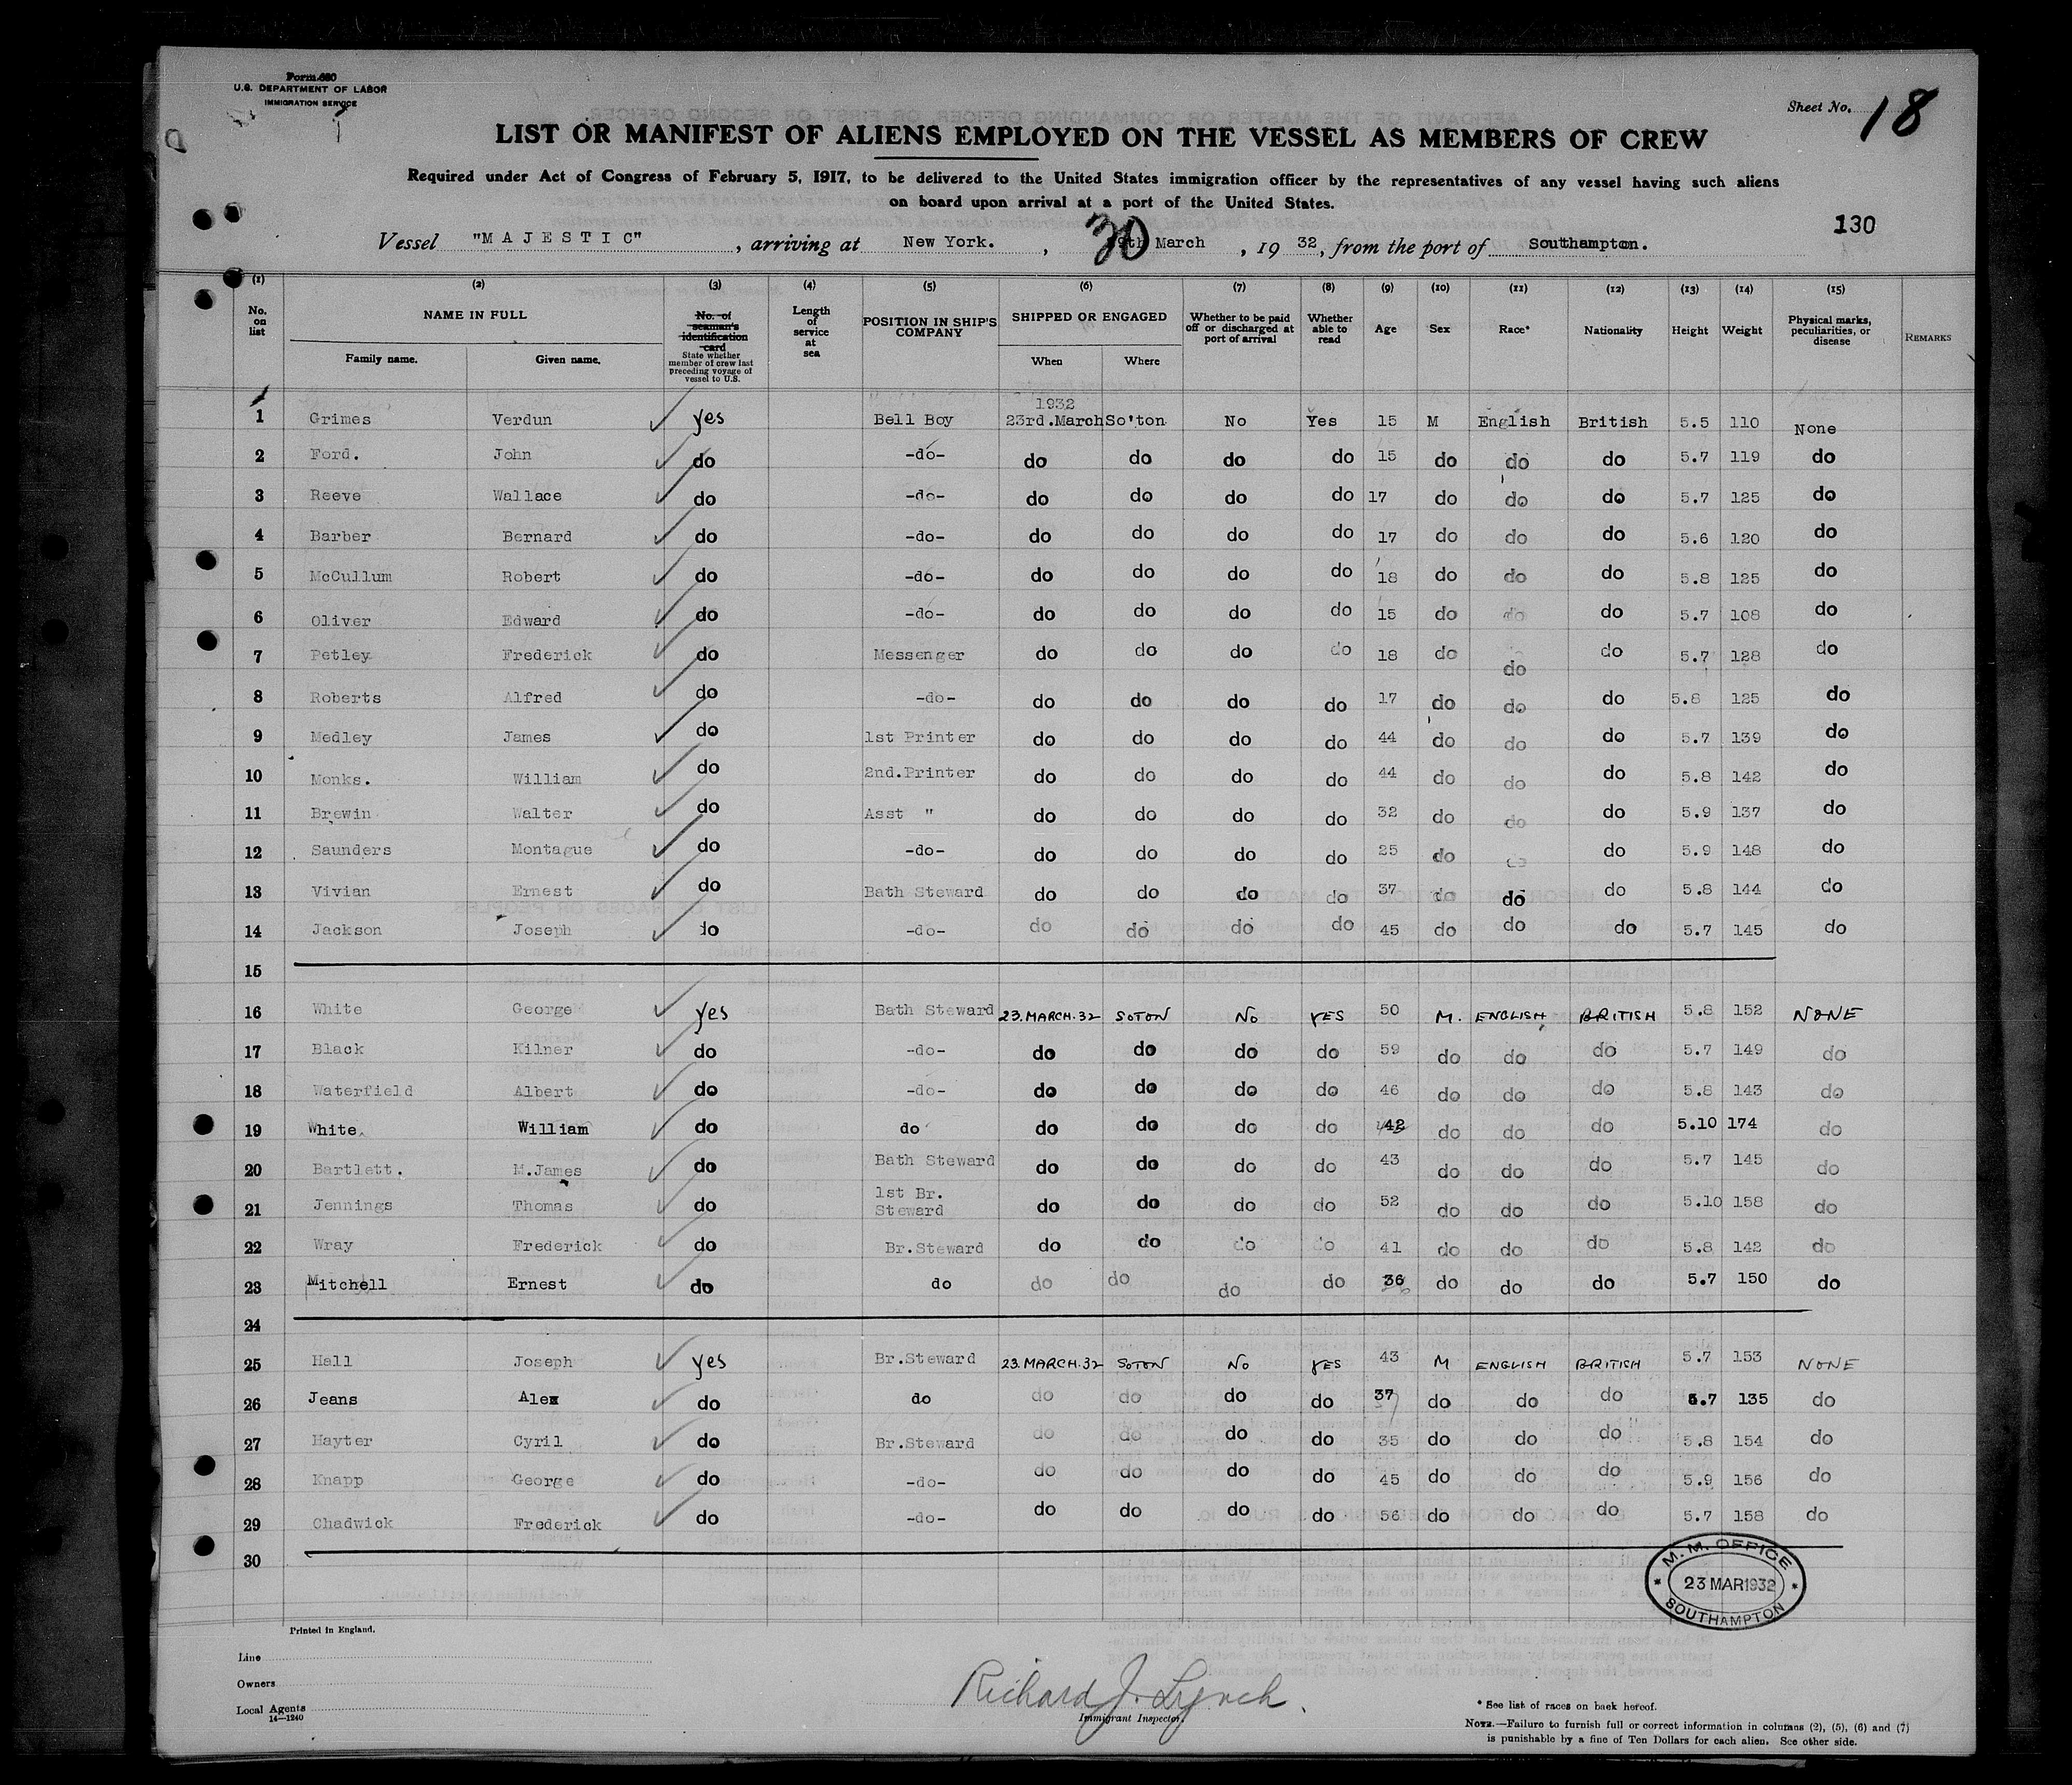 Form 680
U.S. DEPARTMENT OF LABOR
IMMIGRATION SERVICE
Sheet No. 18
LIST OR MANIFEST OF ALIENS EMPLOYED ON THE VESSEL AS MEMBERS OF CREW
Required under Act of Congress of February 5, 1917, to be delivered to the United States immigration officer by the representatives of any vessel having such aliens
on board upon arrival at a port of the United States.
130
Vessel "MAJESTIC", arriving at New York. , 30 March , 19 32, from the port of Southampton.
(1) (2) (3) (4) (5) (6) (7) (8) (9) (10) (11) (12) (13) (14) (15)
No. on list NAME IN FULL Family name. Given name. No. of seaman's identification card State whether member of crew last preceding voyage of vessel to U.S. Length of service at sea POSITION IN SHIP'S COMPANY SHIPPED OR ENGAGED When Where Whether to be paid off or discharged at port of arrival Whether able to read Age Sex Race* Nationality Height Weight Physical marks, peculiarities, or disease REMARKS
1932
1 Grimes Verdun yes Bell Boy 23rd.March So'ton No Yes 15 M English British 5.5 110 None
2 Ford. John do -do- do do do do 15 do do do 5.7 119 do
3 Reeve Wallace do -do- do do do do 17 do do do 5.7 125 do
4 Barber Bernard do -do- do do do do 17 do do do 5.6 120 do
5 McCullum Robert do -do- do do do do 18 do do do 5.8 125 do
6 Oliver Edward do -do- do do do do 15 do do do 5.7 108 do
7 Petley Frederick do Messenger do do do do 18 do do do 5.7 128 do
8 Roberts Alfred do -do- do do do do 17 do do do 5.8 125 do
9 Medley James do 1st Printer do do do do 44 do do do 5.7 139 do
10 Monks. William do 2nd.Printer do do do do 44 do do do 5.8 142 do
11 Brewin Walter do Asst " do do do do 32 do do do 5.9 137 do
12 Saunders Montague do -do- do do do do 25 do do do 5.9 148 do
13 Vivian Ernest do Bath Steward do do do do 37 do do do 5.8 144 do
14 Jackson Joseph do -do- do do do do 45 do do do 5.7 145 do
15
16 White George yes Bath Steward 23.MARCH.32 SOTON No YES 50 M. ENGLISH BRITISH 5.8 152 NONE
17 Black Kilner do -do- do do do do 59 do do do 5.7 149 do
18 Waterfield Albert do -do- do do do do 46 do do do 5.8 143 do
19 White William do do do do do do 42 do do do 5.10 174 do
20 Bartlett. M.James do Bath Steward do do do do 43 do do do 5.7 145 do
21 Jennings Thomas do 1st Br. Steward do do do do 52 do do do 5.10 158 do
22 Wray Frederick do Br.Steward do do do do 41 do do do 5.8 142 do
23 Mitchell Ernest do do do do do do 36 do do do 5.7 150 do
24
25 Hall Joseph yes Br.Steward 23.MARCH.32 SOTON No YES 43 M ENGLISH BRITISH 5.7 153 NONE
26 Jeans Alex do do do do do do 37 do do do 5.7 135 do
27 Hayter Cyril do Br.Steward do do do do 35 do do do 5.8 154 do
28 Knapp George do -do- do do do do 45 do do do 5.9 156 do
29 Chadwick Frederick do -do- do do do do 56 do do do 5.7 158 do
30
M.M. OFFICE
23 MAR 1932
SOUTHAMPTON
Printed in England.
Line
Owners
Local Agents
14—1240
Richard J. Lynch.
Immigrant Inspector.
* See list of races on back hereof.
NOTE.—Failure to furnish full or correct information in columns (2), (5), (6) and (7)
is punishable by a fine of Ten Dollars for each alien. See other side.